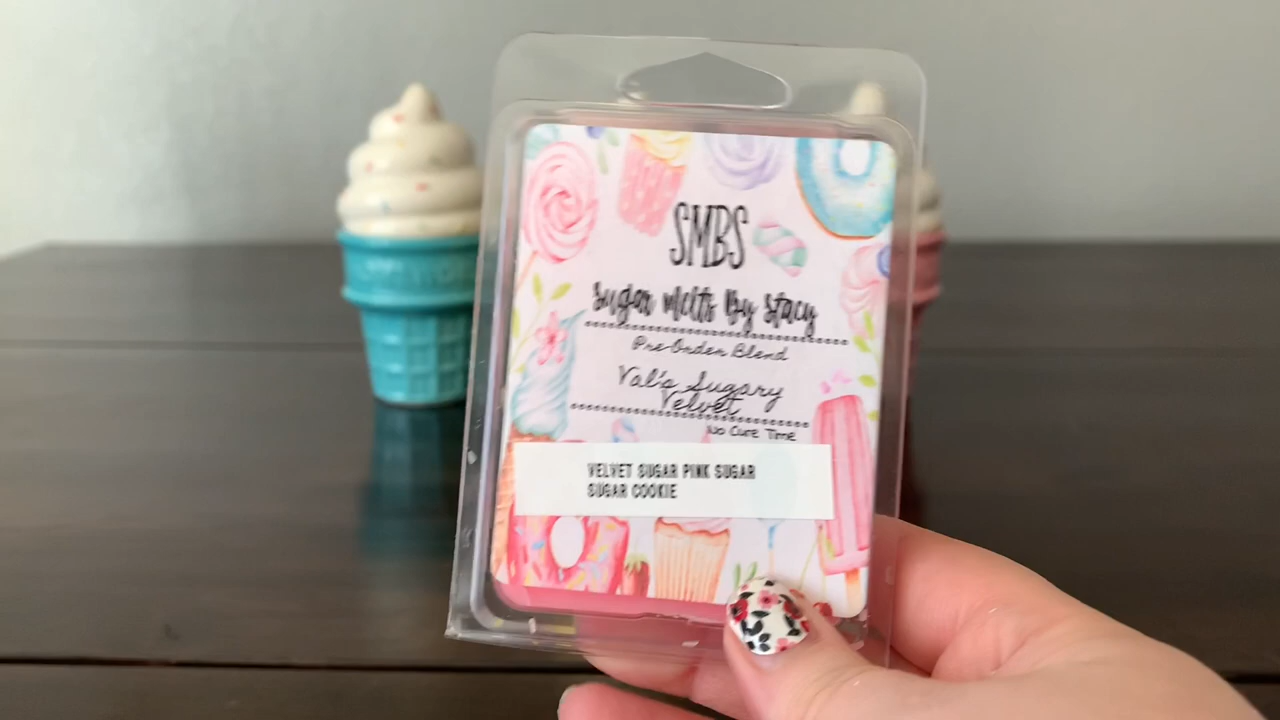 SMBS
Sugar Melts By Stacy
Pre-Order Blend
Val's Sugary
Velvet
No Cure Time
VELVET SUGAR PINK SUGAR
SUGAR COOKIE